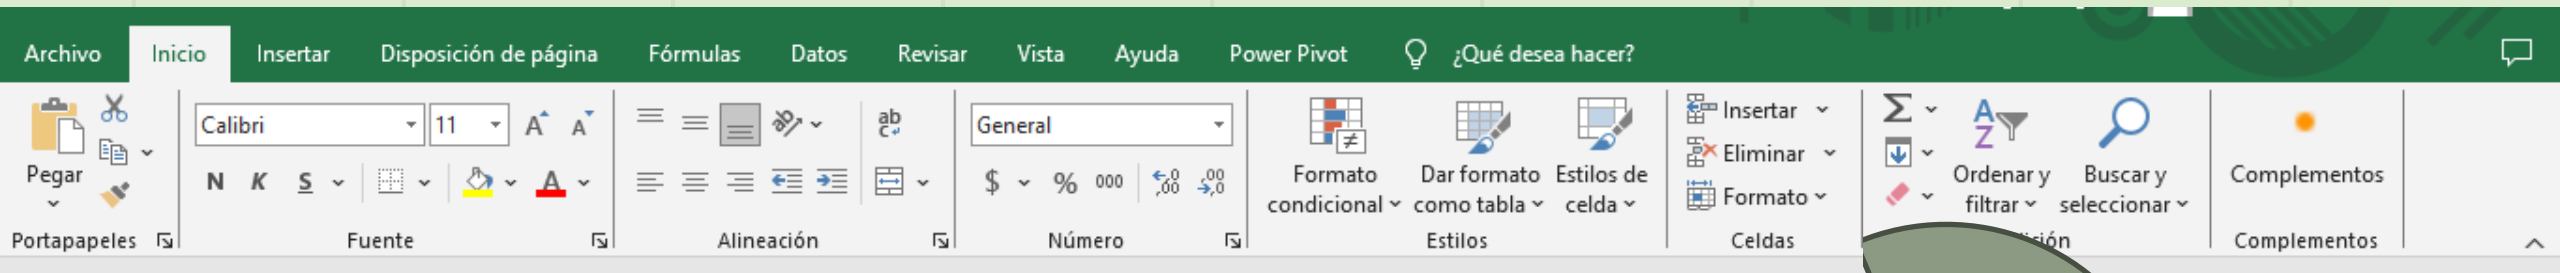 Archivo Inicio Insertar Disposición de página Fórmulas Datos Revisar Vista Ayuda Power Pivot ¿Qué desea hacer?
Pegar
Portapapeles
Calibri 11
N K S A
Fuente
ab
Alineación
General
$ % 000
Número
Formato
condicional
Dar formato
como tabla
Estilos de
celda
Estilos
Insertar
Eliminar
Formato
Celdas
Ordenar y
filtrar
Buscar y
seleccionar
Complementos
Complementos